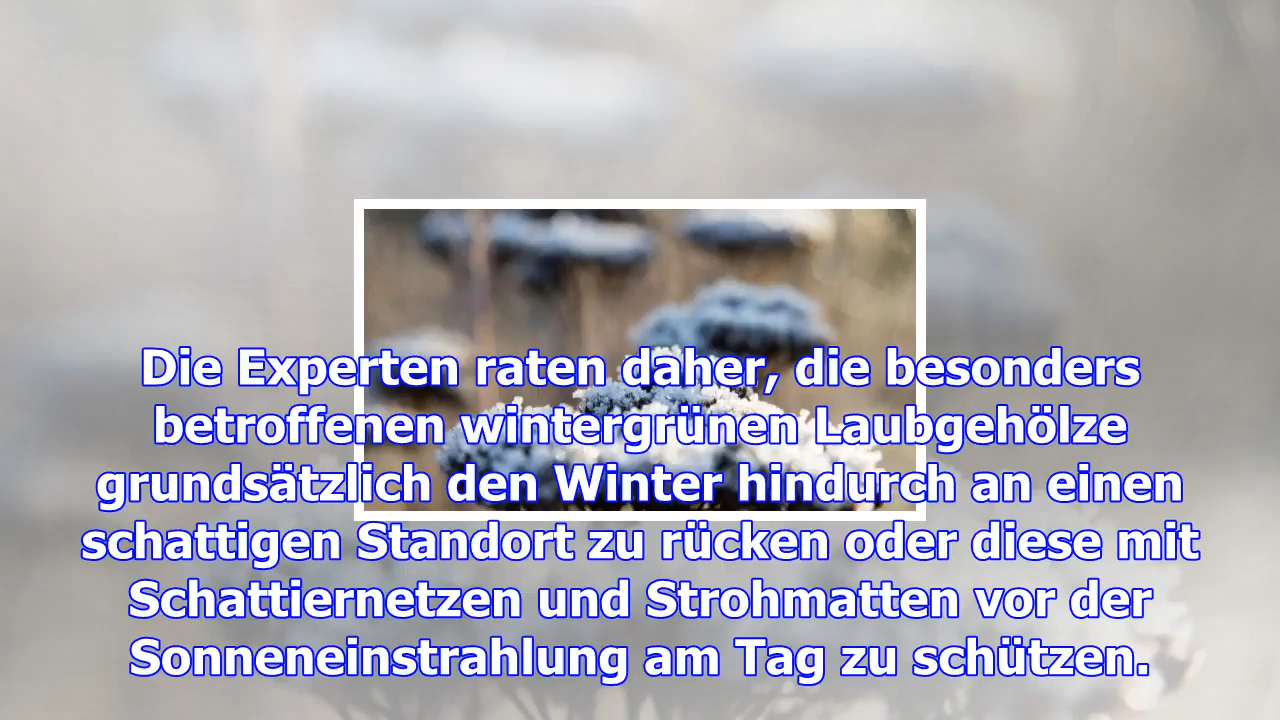 Die Experten raten daher, die besonders
betroffenen wintergrünen Laubgehölze
grundsätzlich den Winter hindurch an einen
schattigen Standort zu rücken oder diese mit
Schattiernetzen und Strohmatten vor der
Sonneneinstrahlung am Tag zu schützen.